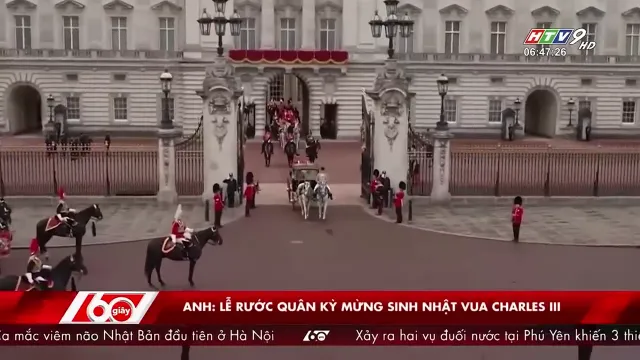 HTV9 HD
06:47:26
60 giây
ANH: LỄ RƯỚC QUÂN KỲ MỪNG SINH NHẬT VUA CHARLES III
Ca mắc viêm não Nhật Bản đầu tiên ở Hà Nội 60 Xảy ra hai vụ đuối nước tại Phú Yên khiến 3